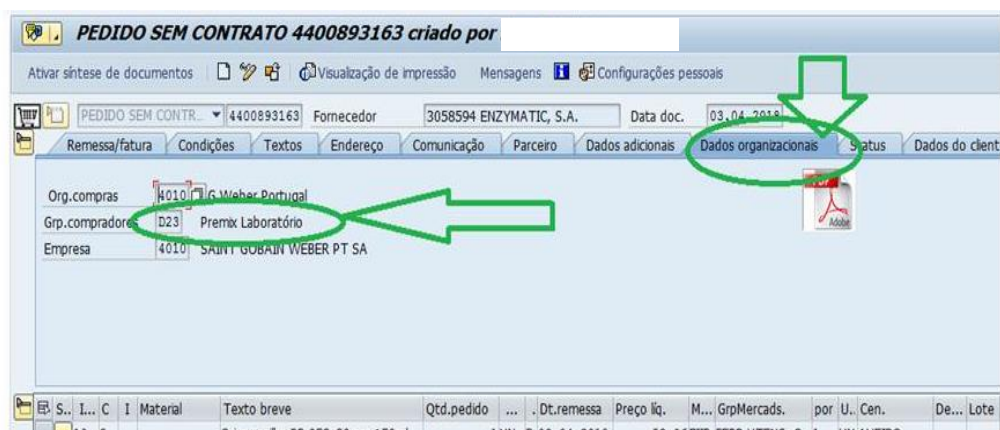 PEDIDO SEM CONTRATO 4400893163 criado por
Ativar síntese de documentos Visualização de impressão Mensagens Configurações pessoais
PEDIDO SEM CONTR.. 4400893163 Fornecedor 3058594 ENZYMATIC, S.A. Data doc. 03.04.2018
Remessa/fatura Condições Textos Endereço Comunicação Parceiro Dados adicionais Dados organizacionais Status Dados do client
Org.compras 4010 G.Weber Portugal
Grp.compradores D23 Premix Laboratório
Empresa 4010 SAINT GOBAIN WEBER PT SA
Adobe
S.. I... C I Material Texto breve Qtd.pedido ... . Dt.remessa Preço líq. M... GrpMercads. por U.. Cen. De... Lote